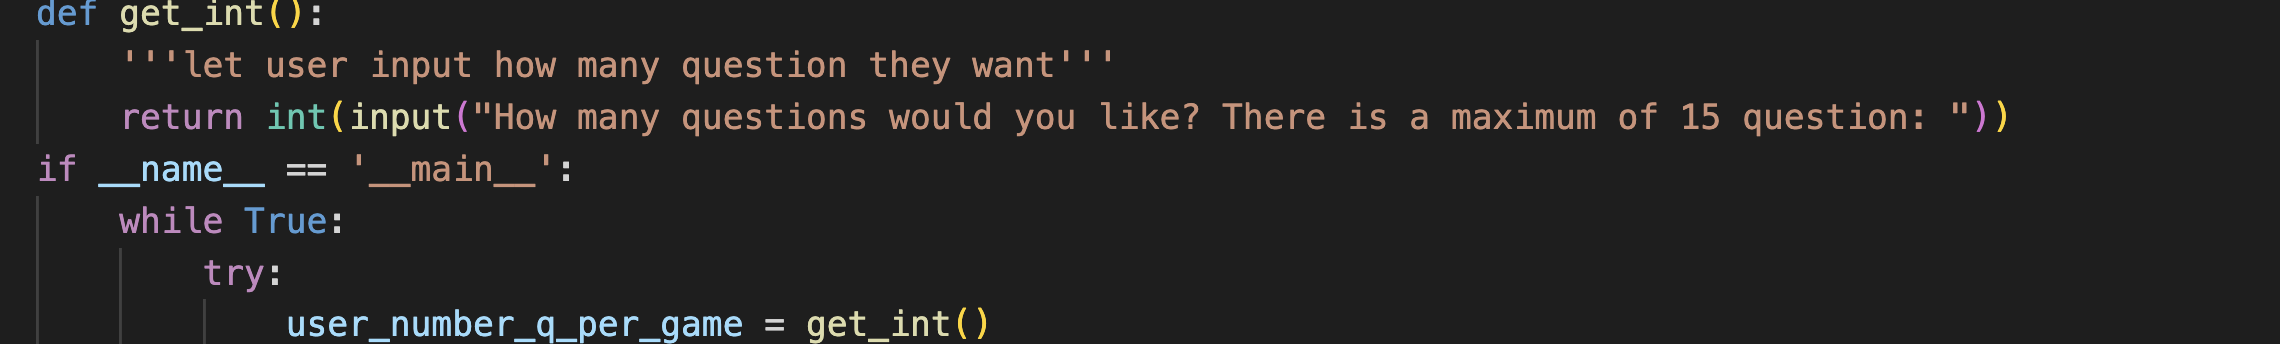 def get_int():
    '''let user input how many question they want'''
    return int(input("How many questions would you like? There is a maximum of 15 question: "))
if __name__ == '__main__':
    while True:
        try:
            user_number_q_per_game = get_int()